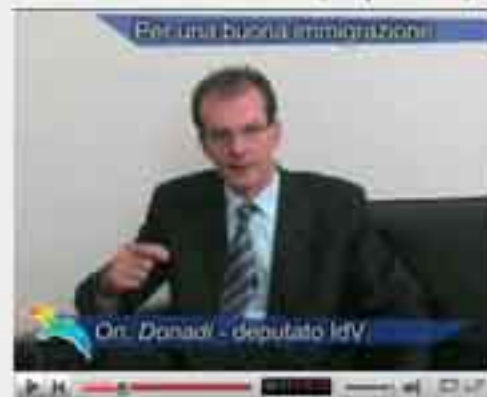 Per una buona immigrazione
On. Donadi - deputato IdV